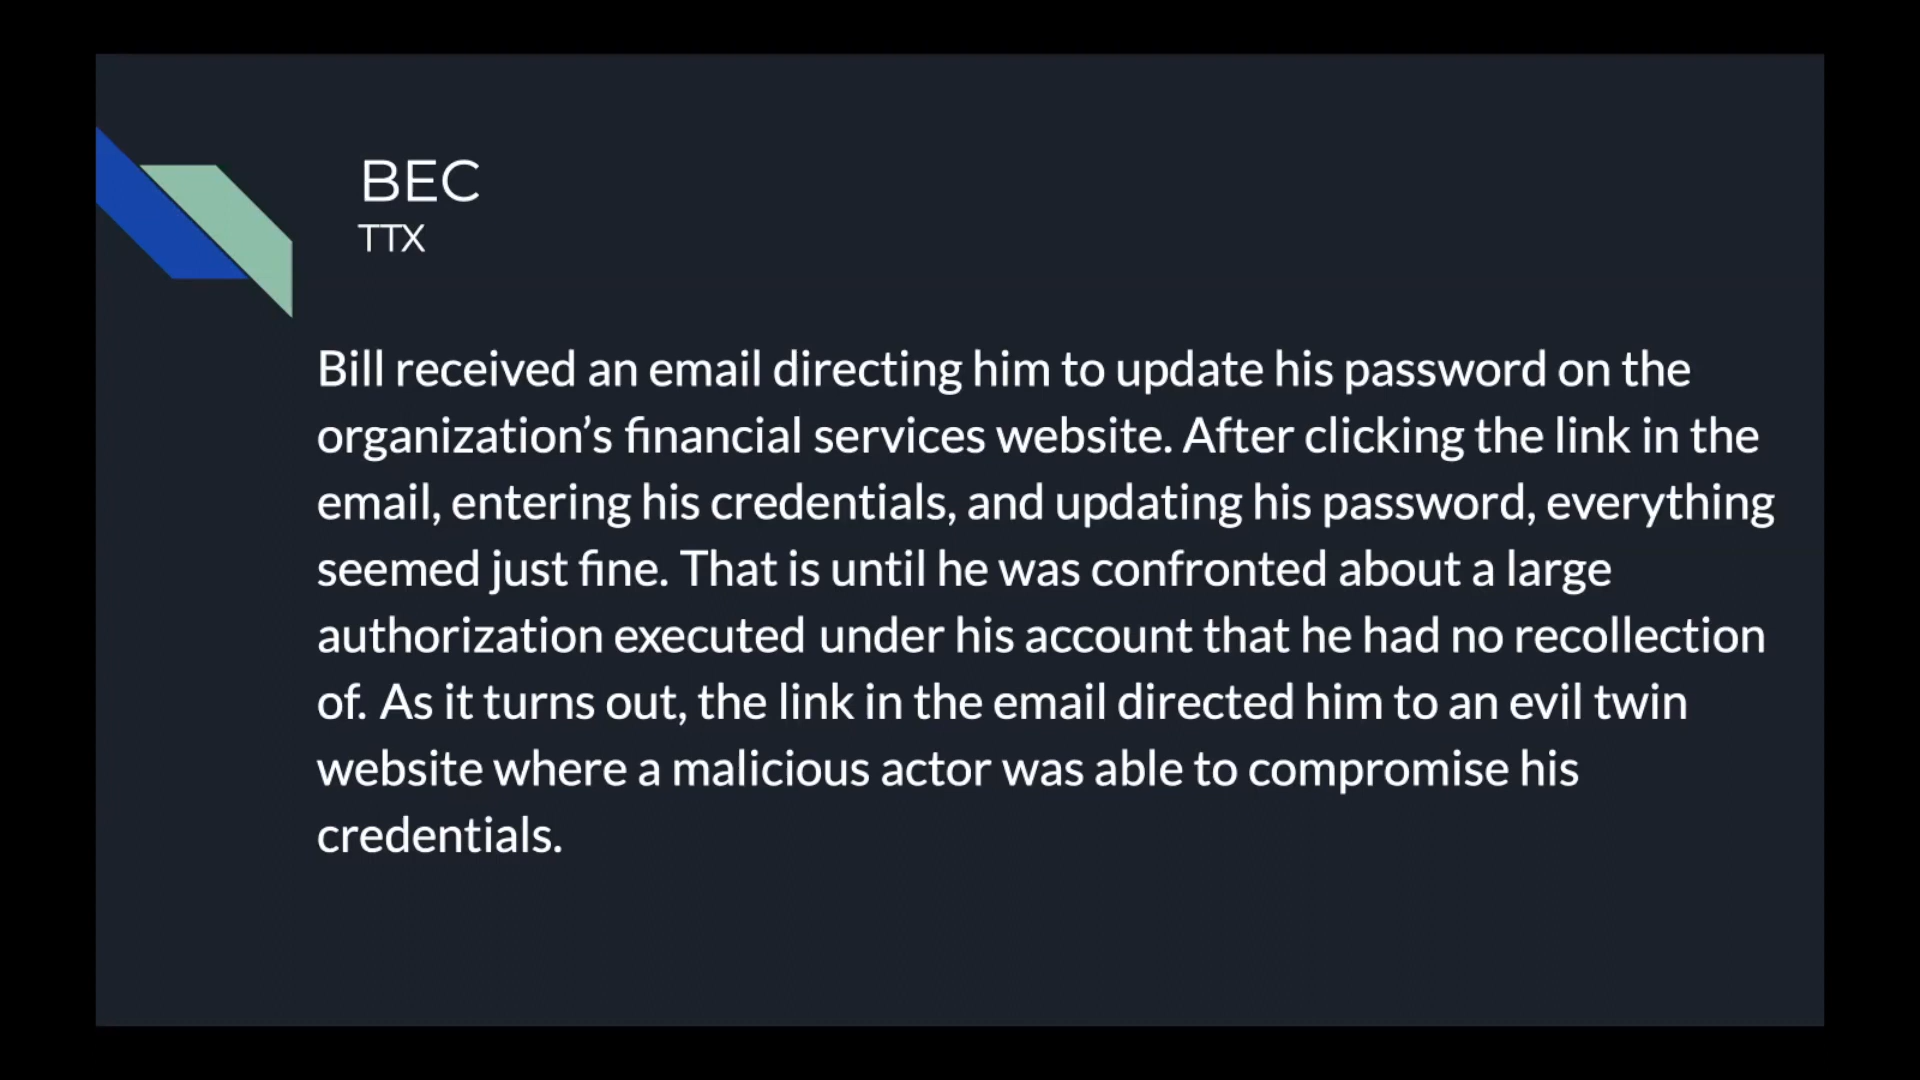 BEC
TTX
Bill received an email directing him to update his password on the
organization’s financial services website. After clicking the link in the
email, entering his credentials, and updating his password, everything
seemed just fine. That is until he was confronted about a large
authorization executed under his account that he had no recollection
of. As it turns out, the link in the email directed him to an evil twin
website where a malicious actor was able to compromise his
credentials.